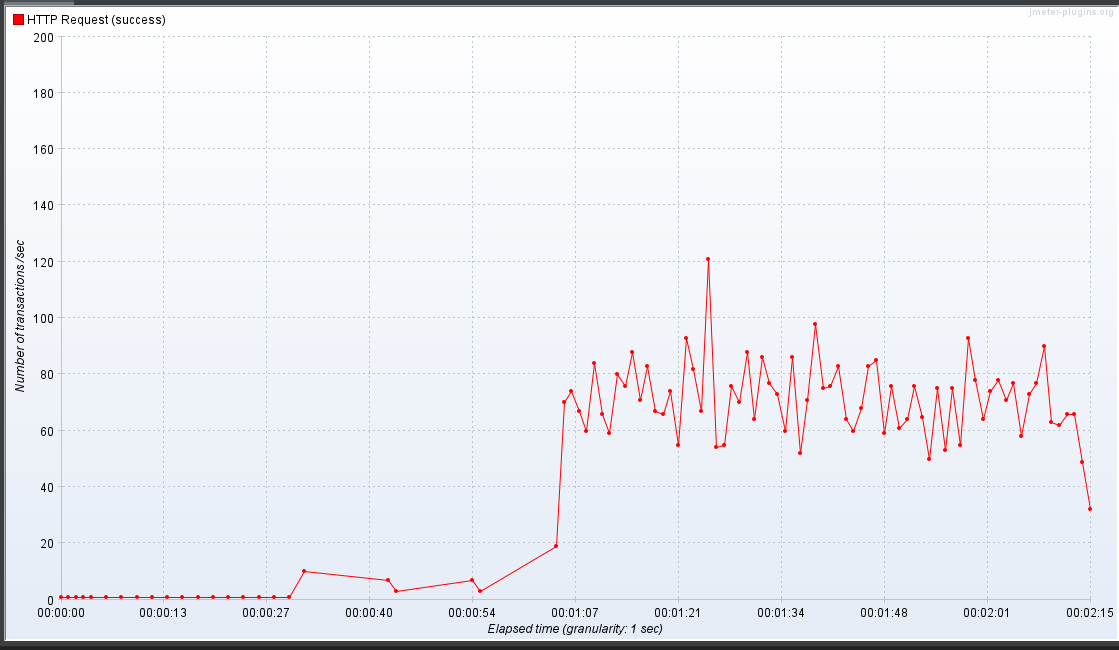 jmeter-plugins.org
HTTP Request (success)
200
180
160
140
120
100
80
60
40
20
0
Number of transactions /sec
00:00:00 00:00:13 00:00:27 00:00:40 00:00:54 00:01:07 00:01:21 00:01:34 00:01:48 00:02:01 00:02:15
Elapsed time (granularity: 1 sec)